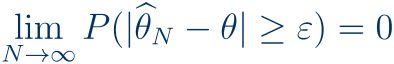 lim_{N→∞} P(|θ̂_N − θ| ≥ ε) = 0